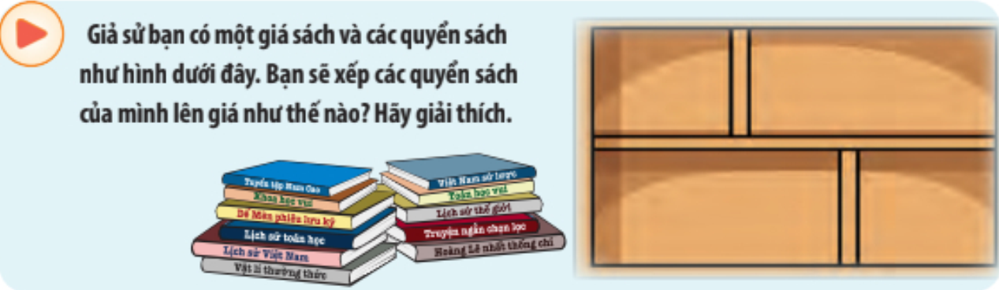 Giả sử bạn có một giá sách và các quyển sách
như hình dưới đây. Bạn sẽ xếp các quyển sách
của mình lên giá như thế nào? Hãy giải thích.
Tuyển tập Nam Cao
Khoa học vui
Dế Mèn phiêu lưu ký
Lịch sử toán học
Lịch sử Việt Nam
Vật lí thường thức
Việt Nam sử lược
Toán học vui
Lịch sử thế giới
Truyện ngắn chọn lọc
Hoàng Lê nhất thống chí